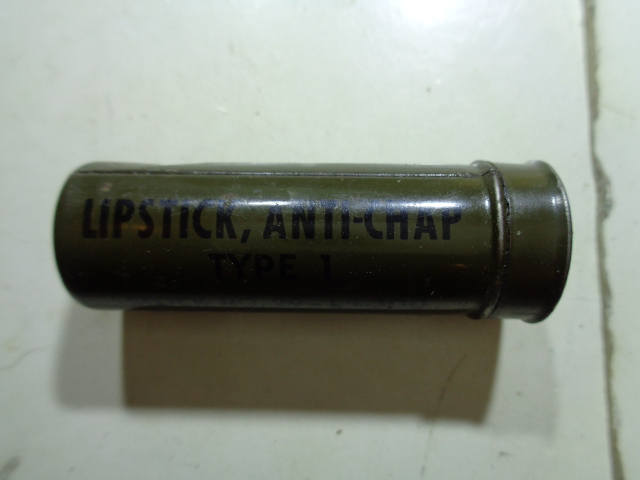 LIPSTICK, ANTI-CHAP
TYPE 1